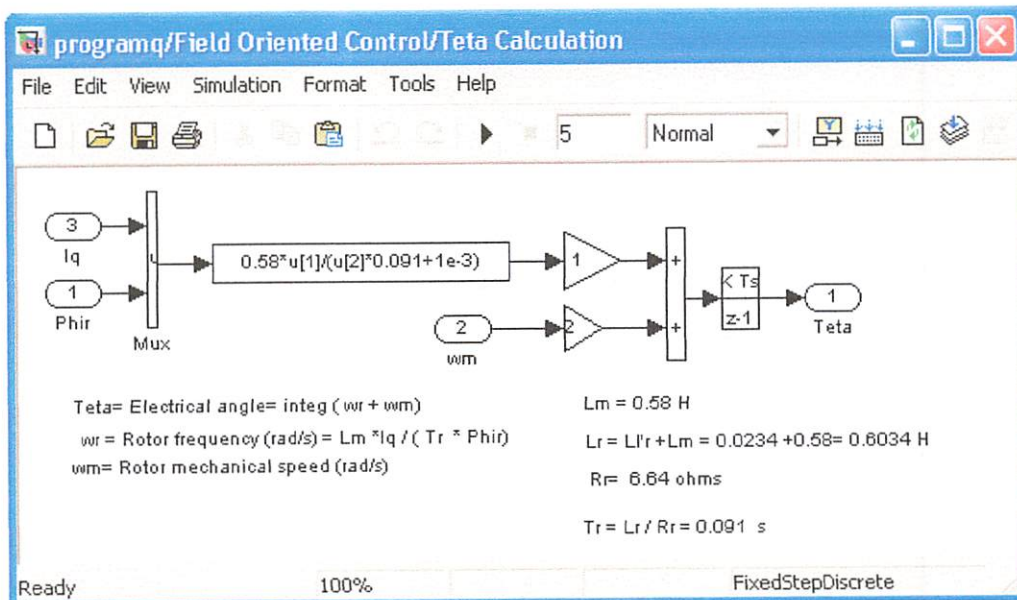 programq/Field Oriented Control/Teta Calculation
File Edit View Simulation Format Tools Help
5 Normal
3
Iq
1
Phir
Mux
u
0.58*u[1]/(u[2]*0.091+1e-3)
1
2
wm
2
+
+
K Ts
z-1
1
Teta
Teta= Electrical angle= integ ( wr + wm)
wr = Rotor frequency (rad/s) = Lm *Iq / ( Tr * Phir)
wm= Rotor mechanical speed (rad/s)
Lm = 0.58 H
Lr = Ll'r +Lm = 0.0234 +0.58= 0.6034 H
Rr= 6.64 ohms
Tr = Lr / Rr = 0.091 s
Ready 100% FixedStepDiscrete